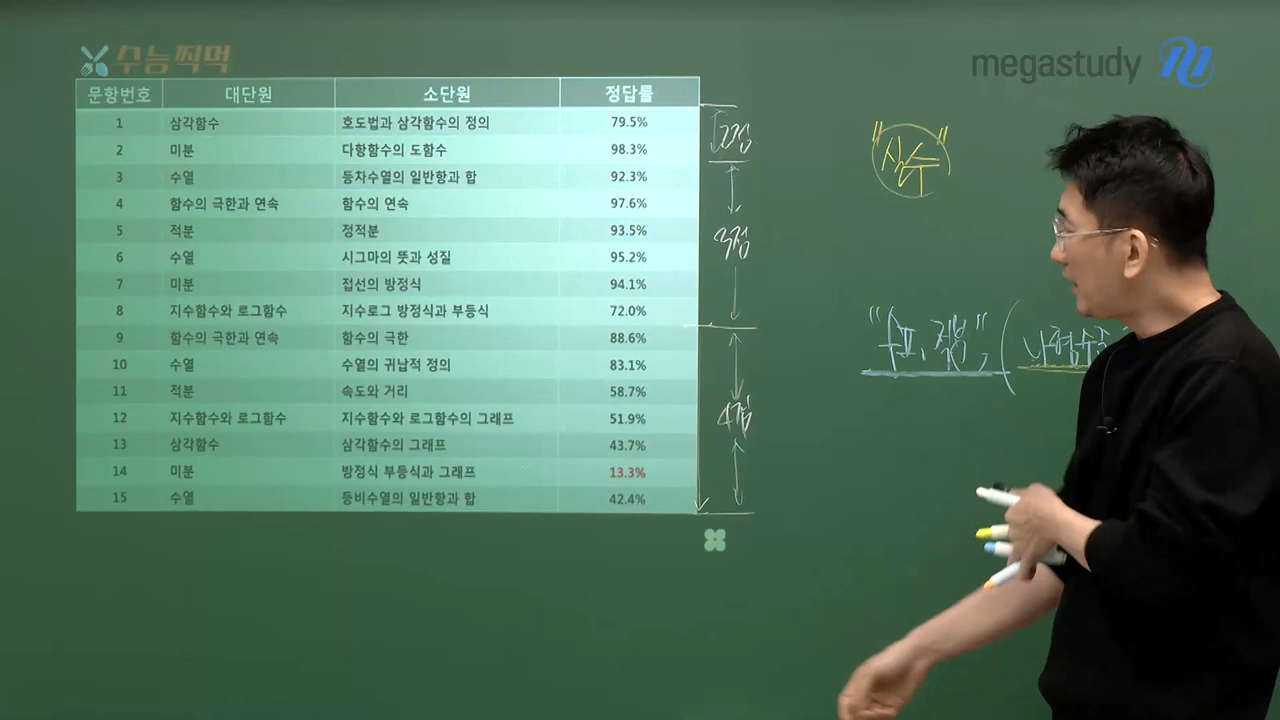 수능찍먹
megastudy
문항번호 대단원 소단원 정답률
1 삼각함수 호도법과 삼각함수의 정의 79.5%
2 미분 다항함수의 도함수 98.3%
3 수열 등차수열의 일반항과 합 92.3%
4 함수의 극한과 연속 함수의 연속 97.6%
5 적분 정적분 93.5%
6 수열 시그마의 뜻과 성질 95.2%
7 미분 접선의 방정식 94.1%
8 지수함수와 로그함수 지수로그 방정식과 부등식 72.0%
9 함수의 극한과 연속 함수의 극한 88.6%
10 수열 수열의 귀납적 정의 83.1%
11 적분 속도와 거리 58.7%
12 지수함수와 로그함수 지수함수와 로그함수의 그래프 51.9%
13 삼각함수 삼각함수의 그래프 43.7%
14 미분 방정식 부등식과 그래프 13.3%
15 수열 등비수열의 일반항과 합 42.4%
2점
3점
4점
"실수"